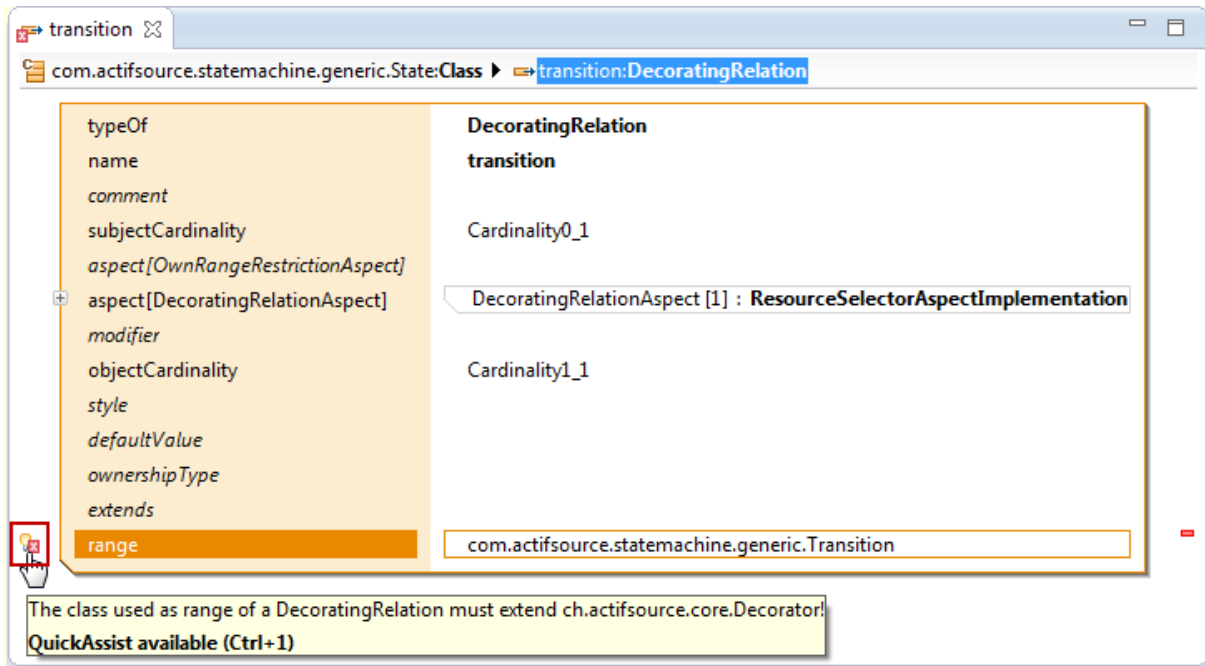 transition
com.actifsource.statemachine.generic.State:Class transition:DecoratingRelation
typeOf DecoratingRelation
name transition
comment
subjectCardinality Cardinality0_1
aspect[OwnRangeRestrictionAspect]
aspect[DecoratingRelationAspect] DecoratingRelationAspect [1] : ResourceSelectorAspectImplementation
modifier
objectCardinality Cardinality1_1
style
defaultValue
ownershipType
extends
range com.actifsource.statemachine.generic.Transition
The class used as range of a DecoratingRelation must extend ch.actifsource.core.Decorator!
QuickAssist available (Ctrl+1)